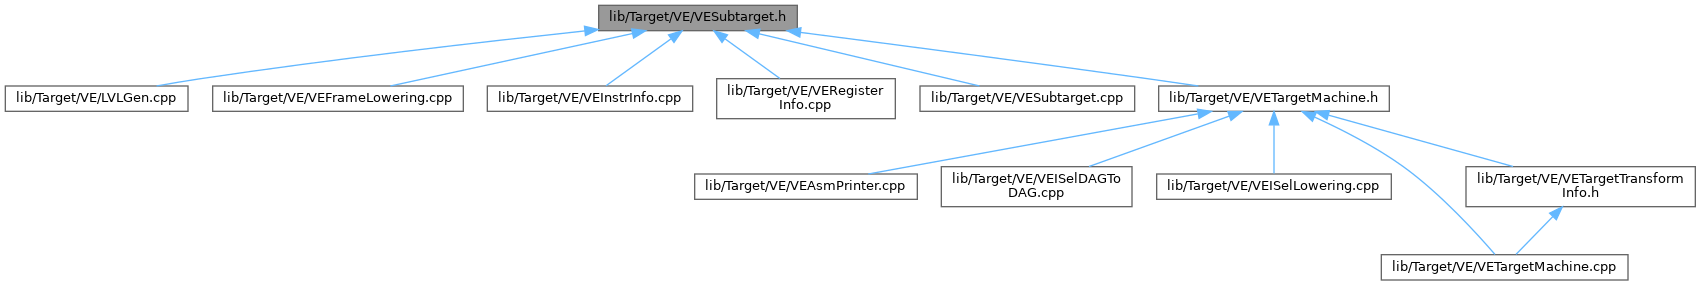 lib/Target/VE/VESubtarget.h
lib/Target/VE/LVLGen.cpp
lib/Target/VE/VEFrameLowering.cpp
lib/Target/VE/VEInstrInfo.cpp
lib/Target/VE/VERegister
Info.cpp
lib/Target/VE/VESubtarget.cpp
lib/Target/VE/VETargetMachine.h
lib/Target/VE/VEAsmPrinter.cpp
lib/Target/VE/VEISelDAGTo
DAG.cpp
lib/Target/VE/VEISelLowering.cpp
lib/Target/VE/VETargetTransform
Info.h
lib/Target/VE/VETargetMachine.cpp